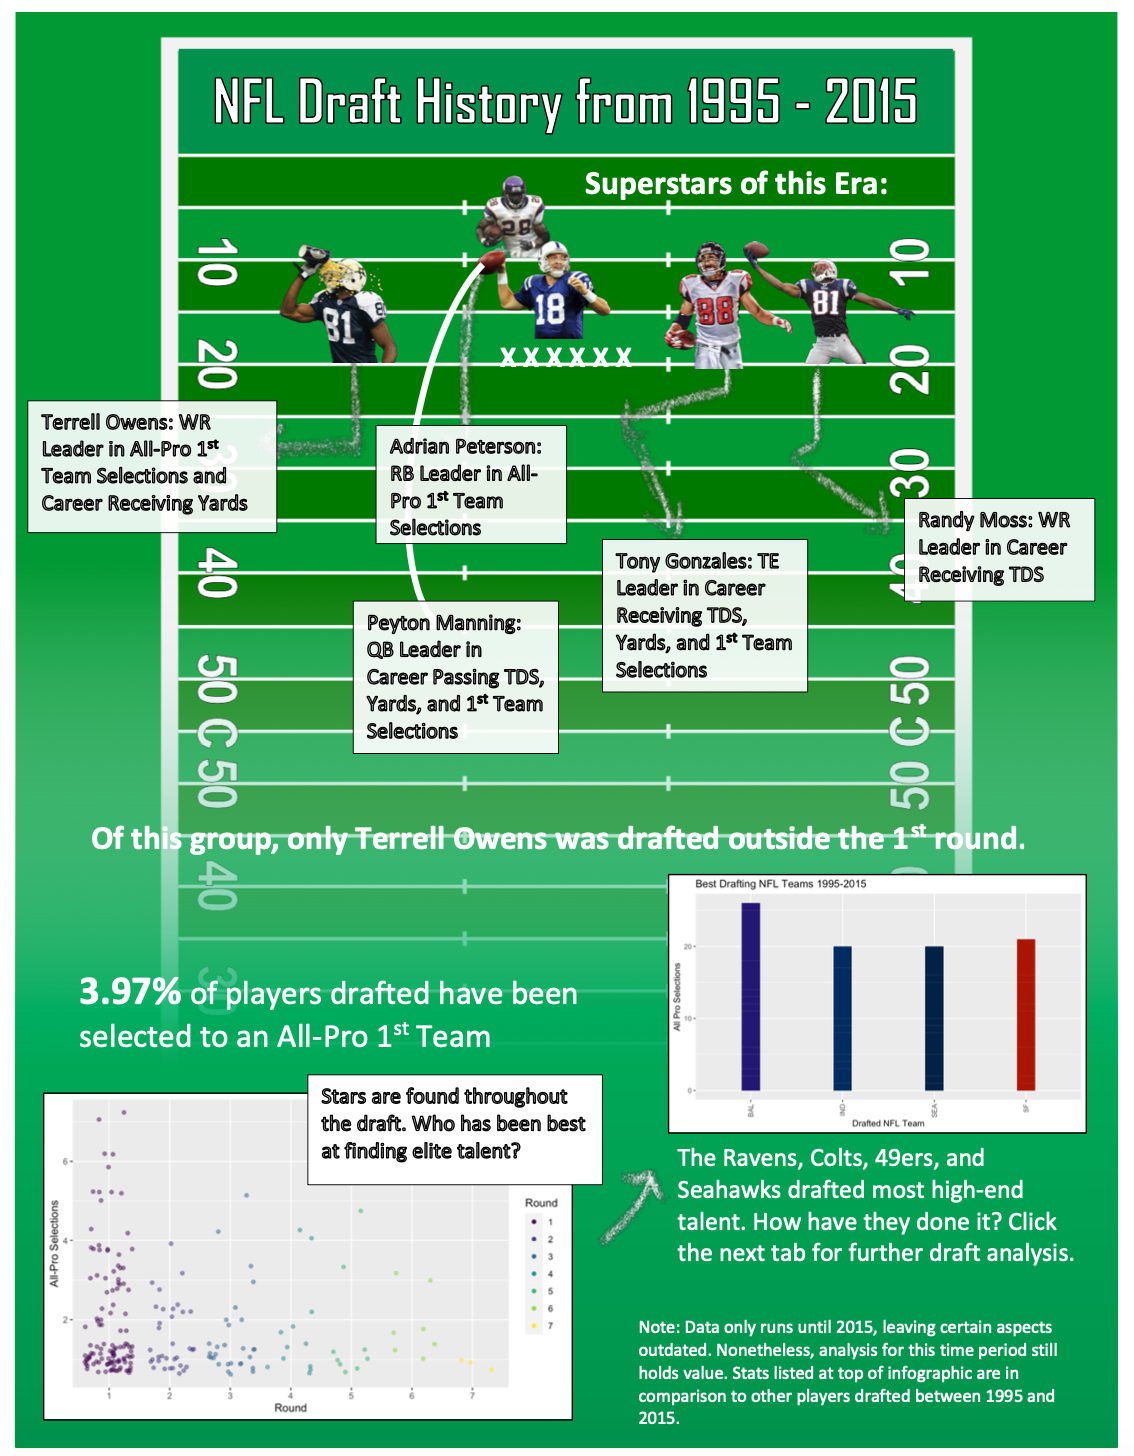 NFL Draft History from 1995 - 2015
Superstars of this Era:
28
18
81
88
81
X X X X X X
10
10
20
20
30
30
40
40
50
50
C
C
50
50
40
30
Terrell Owens: WR
Leader in All-Pro 1st
Team Selections and
Career Receiving Yards
Adrian Peterson:
RB Leader in All-
Pro 1st Team
Selections
Peyton Manning:
QB Leader in
Career Passing TDS,
Yards, and 1st Team
Selections
Tony Gonzales: TE
Leader in Career
Receiving TDS,
Yards, and 1st Team
Selections
Randy Moss: WR
Leader in Career
Receiving TDS
Of this group, only Terrell Owens was drafted outside the 1st round.
3.97% of players drafted have been
selected to an All-Pro 1st Team
Best Drafting NFL Teams 1995-2015
All Pro Selections
20
10
0
BAL
IND
SEA
SF
Drafted NFL Team
Stars are found throughout
the draft. Who has been best
at finding elite talent?
All-Pro Selections
6
4
2
1 2 3 4 5 6 7
Round
Round
1
2
3
4
5
6
7
The Ravens, Colts, 49ers, and
Seahawks drafted most high-end
talent. How have they done it? Click
the next tab for further draft analysis.
Note: Data only runs until 2015, leaving certain aspects
outdated. Nonetheless, analysis for this time period still
holds value. Stats listed at top of infographic are in
comparison to other players drafted between 1995 and
2015.